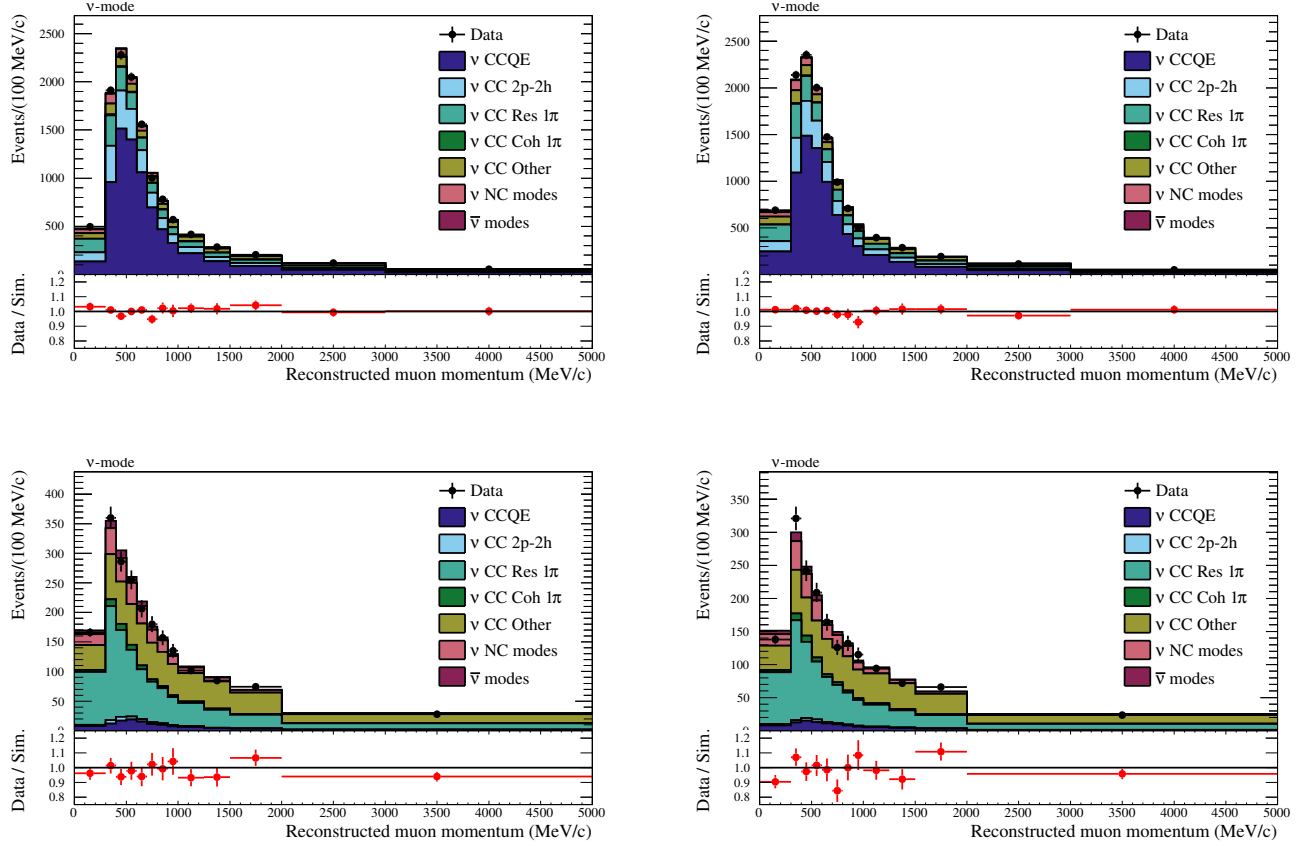 ν-mode
Events/(100 MeV/c)
2500
2000
1500
1000
500
0
Data
ν CCQE
ν CC 2p-2h
ν CC Res 1π
ν CC Coh 1π
ν CC Other
ν NC modes
ν̅ modes
Data / Sim.
1.2
1.1
1.0
0.9
0.8
0 500 1000 1500 2000 2500 3000 3500 4000 4500 5000
Reconstructed muon momentum (MeV/c)
ν-mode
Events/(100 MeV/c)
2500
2000
1500
1000
500
0
Data
ν CCQE
ν CC 2p-2h
ν CC Res 1π
ν CC Coh 1π
ν CC Other
ν NC modes
ν̅ modes
Data / Sim.
1.2
1.1
1.0
0.9
0.8
0 500 1000 1500 2000 2500 3000 3500 4000 4500 5000
Reconstructed muon momentum (MeV/c)
ν-mode
Events/(100 MeV/c)
400
350
300
250
200
150
100
50
0
Data
ν CCQE
ν CC 2p-2h
ν CC Res 1π
ν CC Coh 1π
ν CC Other
ν NC modes
ν̅ modes
Data / Sim.
1.2
1.1
1.0
0.9
0.8
0 500 1000 1500 2000 2500 3000 3500 4000 4500 5000
Reconstructed muon momentum (MeV/c)
ν-mode
Events/(100 MeV/c)
350
300
250
200
150
100
50
0
Data
ν CCQE
ν CC 2p-2h
ν CC Res 1π
ν CC Coh 1π
ν CC Other
ν NC modes
ν̅ modes
Data / Sim.
1.2
1.1
1.0
0.9
0.8
0 500 1000 1500 2000 2500 3000 3500 4000 4500 5000
Reconstructed muon momentum (MeV/c)